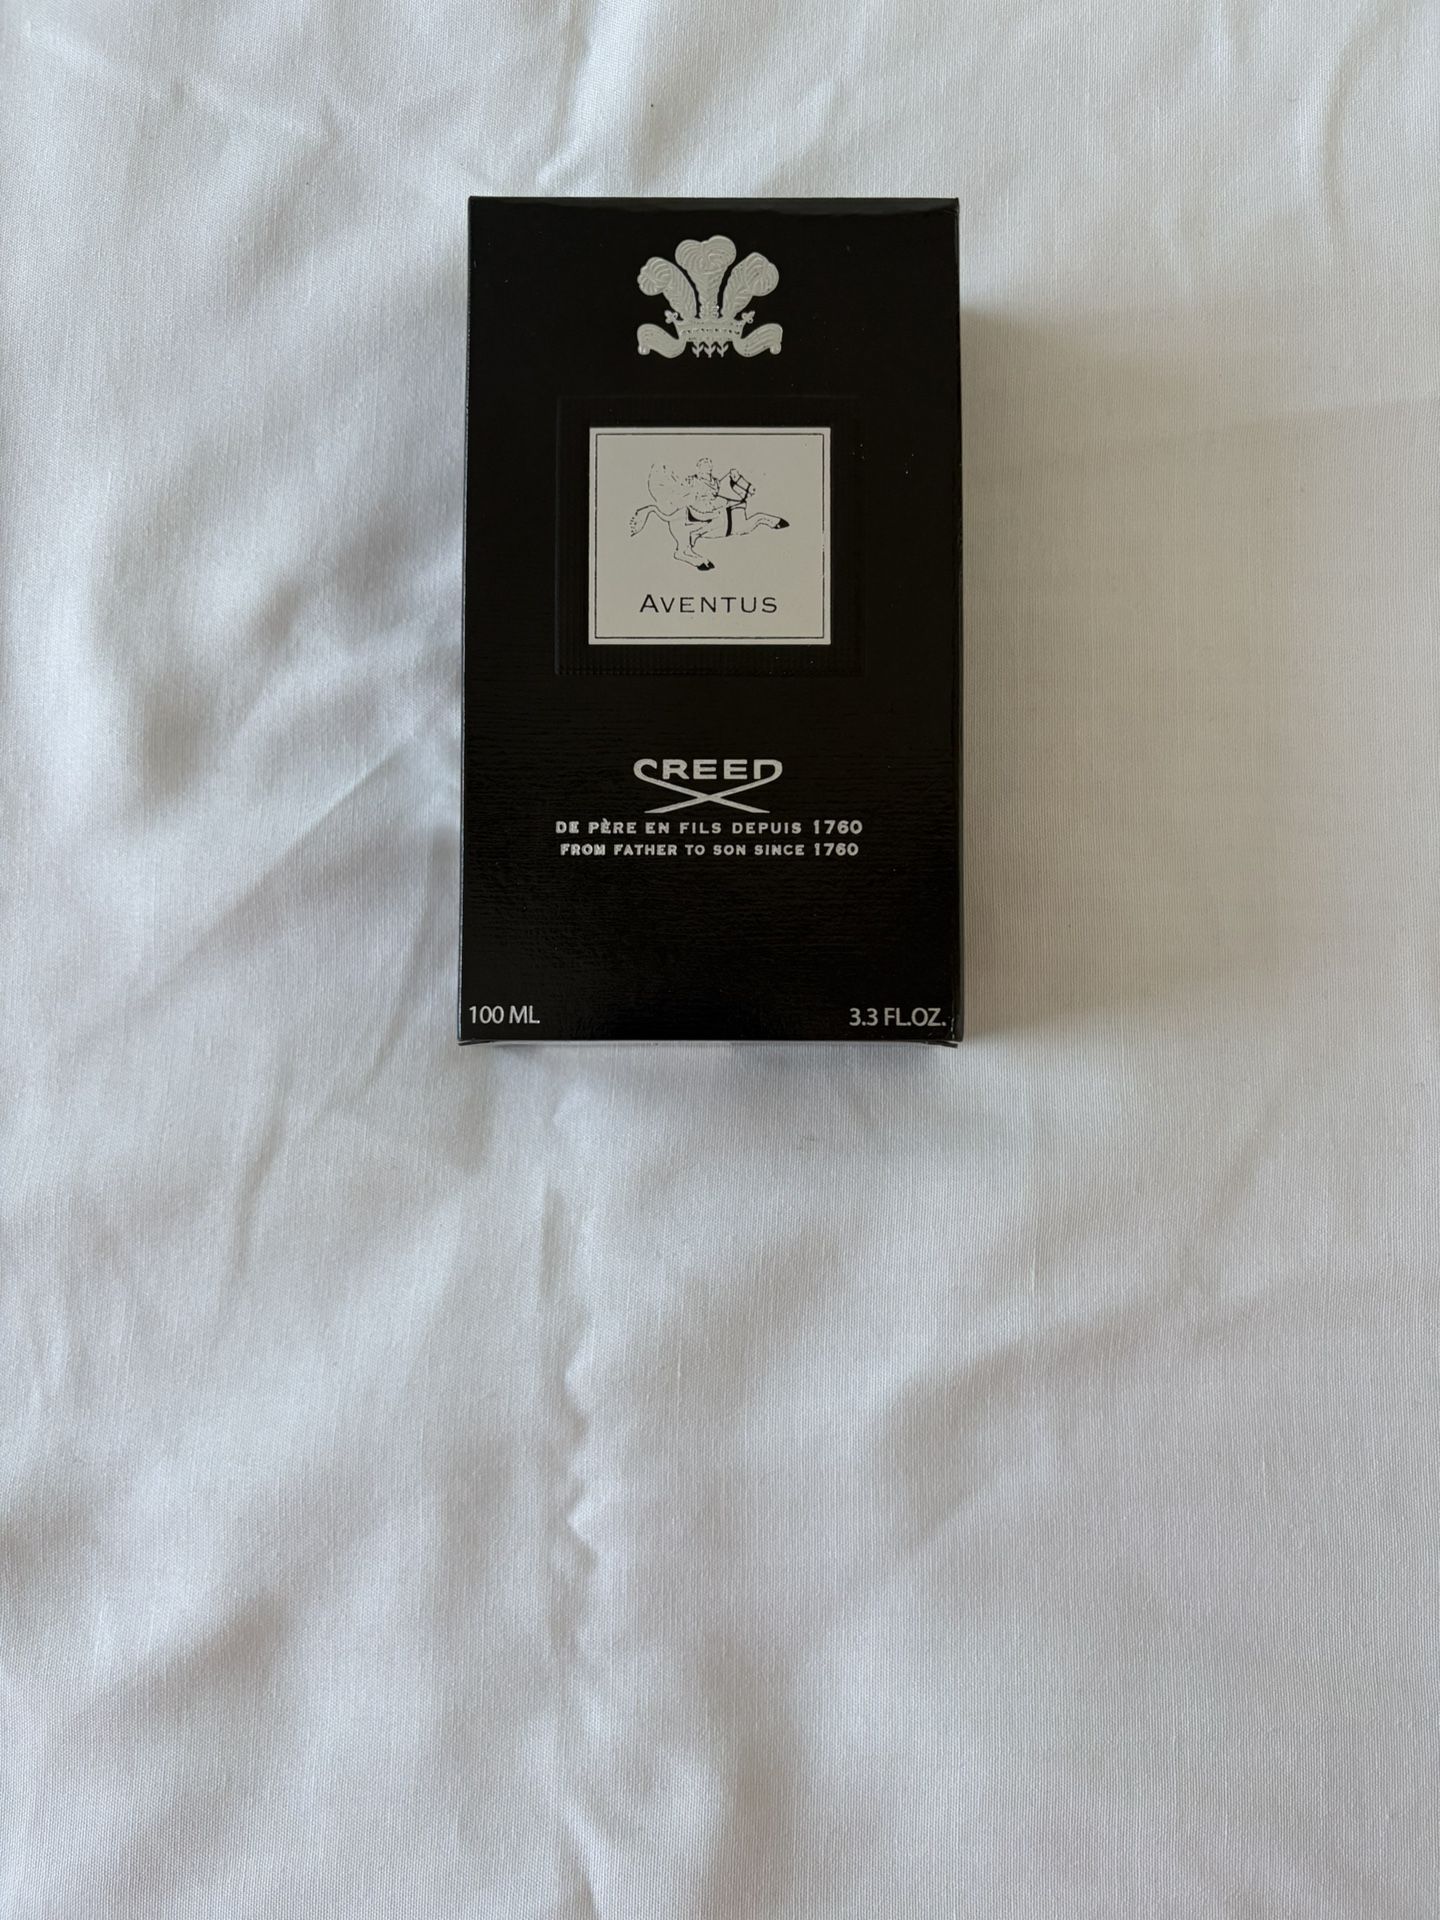 AVENTUS
CREED
DE PÈRE EN FILS DEPUIS 1760
FROM FATHER TO SON SINCE 1760
100 ML 3.3 FL.OZ.